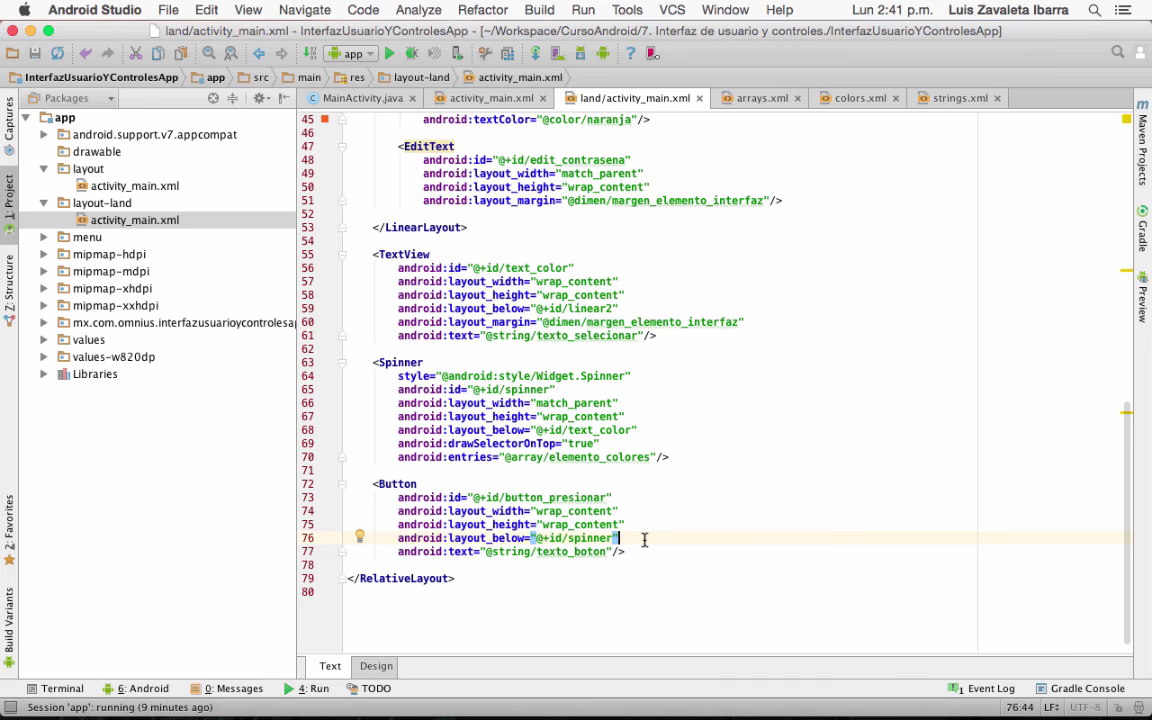 Android Studio File Edit View Navigate Code Analyze Refactor Build Run Tools VCS Window Help Lun 2:41 p.m. Luis Zavaleta Ibarra
land/activity_main.xml - InterfazUsuarioYControlesApp - [~/Workspace/CursoAndroid/7. Interfaz de usuario y controles./InterfazUsuarioYControlesApp]
app
InterfazUsuarioYControlesApp app src main res layout-land activity_main.xml
Packages
MainActivity.java activity_main.xml land/activity_main.xml arrays.xml colors.xml strings.xml
app
android.support.v7.appcompat
drawable
layout
activity_main.xml
layout-land
activity_main.xml
menu
mipmap-hdpi
mipmap-mdpi
mipmap-xhdpi
mipmap-xxhdpi
mx.com.omnius.interfazusuarioycontrolesa
values
values-w820dp
Libraries
Captures
1: Project
Z: Structure
2: Favorites
Build Variants
45 android:textColor="@color/naranja"/>
46
47 <EditText
48 android:id="@+id/edit_contrasena"
49 android:layout_width="match_parent"
50 android:layout_height="wrap_content"
51 android:layout_margin="@dimen/margen_elemento_interfaz"/>
52
53 </LinearLayout>
54
55 <TextView
56 android:id="@+id/text_color"
57 android:layout_width="wrap_content"
58 android:layout_height="wrap_content"
59 android:layout_below="@+id/linear2"
60 android:layout_margin="@dimen/margen_elemento_interfaz"
61 android:text="@string/texto_selecionar"/>
62
63 <Spinner
64 style="@android:style/Widget.Spinner"
65 android:id="@+id/spinner"
66 android:layout_width="match_parent"
67 android:layout_height="wrap_content"
68 android:layout_below="@+id/text_color"
69 android:drawSelectorOnTop="true"
70 android:entries="@array/elemento_colores"/>
71
72 <Button
73 android:id="@+id/button_presionar"
74 android:layout_width="wrap_content"
75 android:layout_height="wrap_content"
76 android:layout_below="@+id/spinner"
77 android:text="@string/texto_boton"/>
78
79 </RelativeLayout>
80
Maven Projects
Gradle
Preview
Text Design
Terminal 6: Android 0: Messages 4: Run TODO 1 Event Log Gradle Console
Session 'app': running (9 minutes ago) 76:44 LF UTF-8